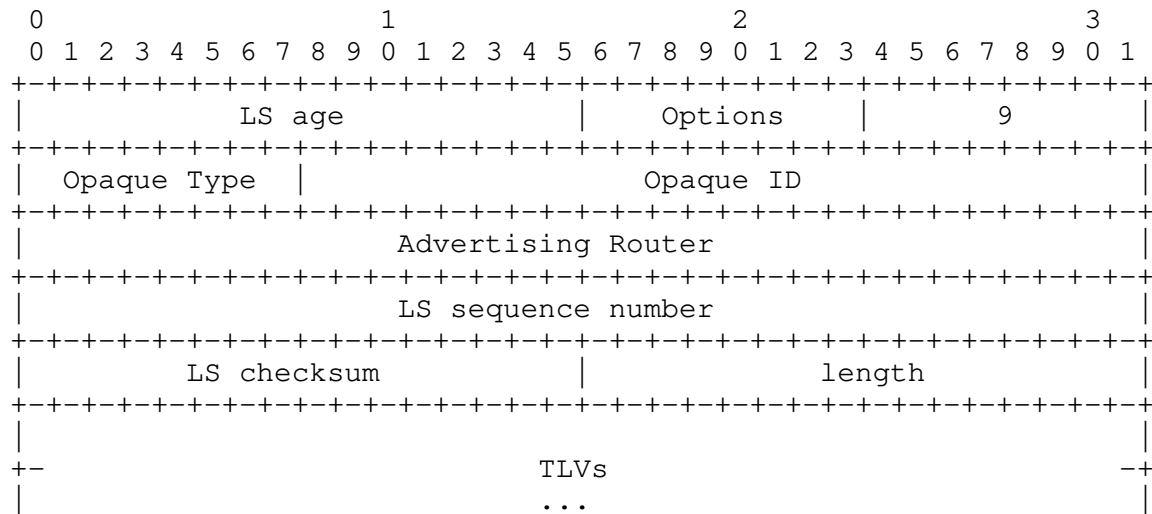 0                   1                   2                   3
 0 1 2 3 4 5 6 7 8 9 0 1 2 3 4 5 6 7 8 9 0 1 2 3 4 5 6 7 8 9 0 1
+-+-+-+-+-+-+-+-+-+-+-+-+-+-+-+-+-+-+-+-+-+-+-+-+-+-+-+-+-+-+-+-+
|            LS age             |    Options    |       9       |
+-+-+-+-+-+-+-+-+-+-+-+-+-+-+-+-+-+-+-+-+-+-+-+-+-+-+-+-+-+-+-+-+
|  Opaque Type  |                   Opaque ID                   |
+-+-+-+-+-+-+-+-+-+-+-+-+-+-+-+-+-+-+-+-+-+-+-+-+-+-+-+-+-+-+-+-+
|                     Advertising Router                        |
+-+-+-+-+-+-+-+-+-+-+-+-+-+-+-+-+-+-+-+-+-+-+-+-+-+-+-+-+-+-+-+-+
|                     LS sequence number                        |
+-+-+-+-+-+-+-+-+-+-+-+-+-+-+-+-+-+-+-+-+-+-+-+-+-+-+-+-+-+-+-+-+
|         LS checksum           |             length            |
+-+-+-+-+-+-+-+-+-+-+-+-+-+-+-+-+-+-+-+-+-+-+-+-+-+-+-+-+-+-+-+-+
|                                                               |
+-                            TLVs                             -+
|                             ...                               |